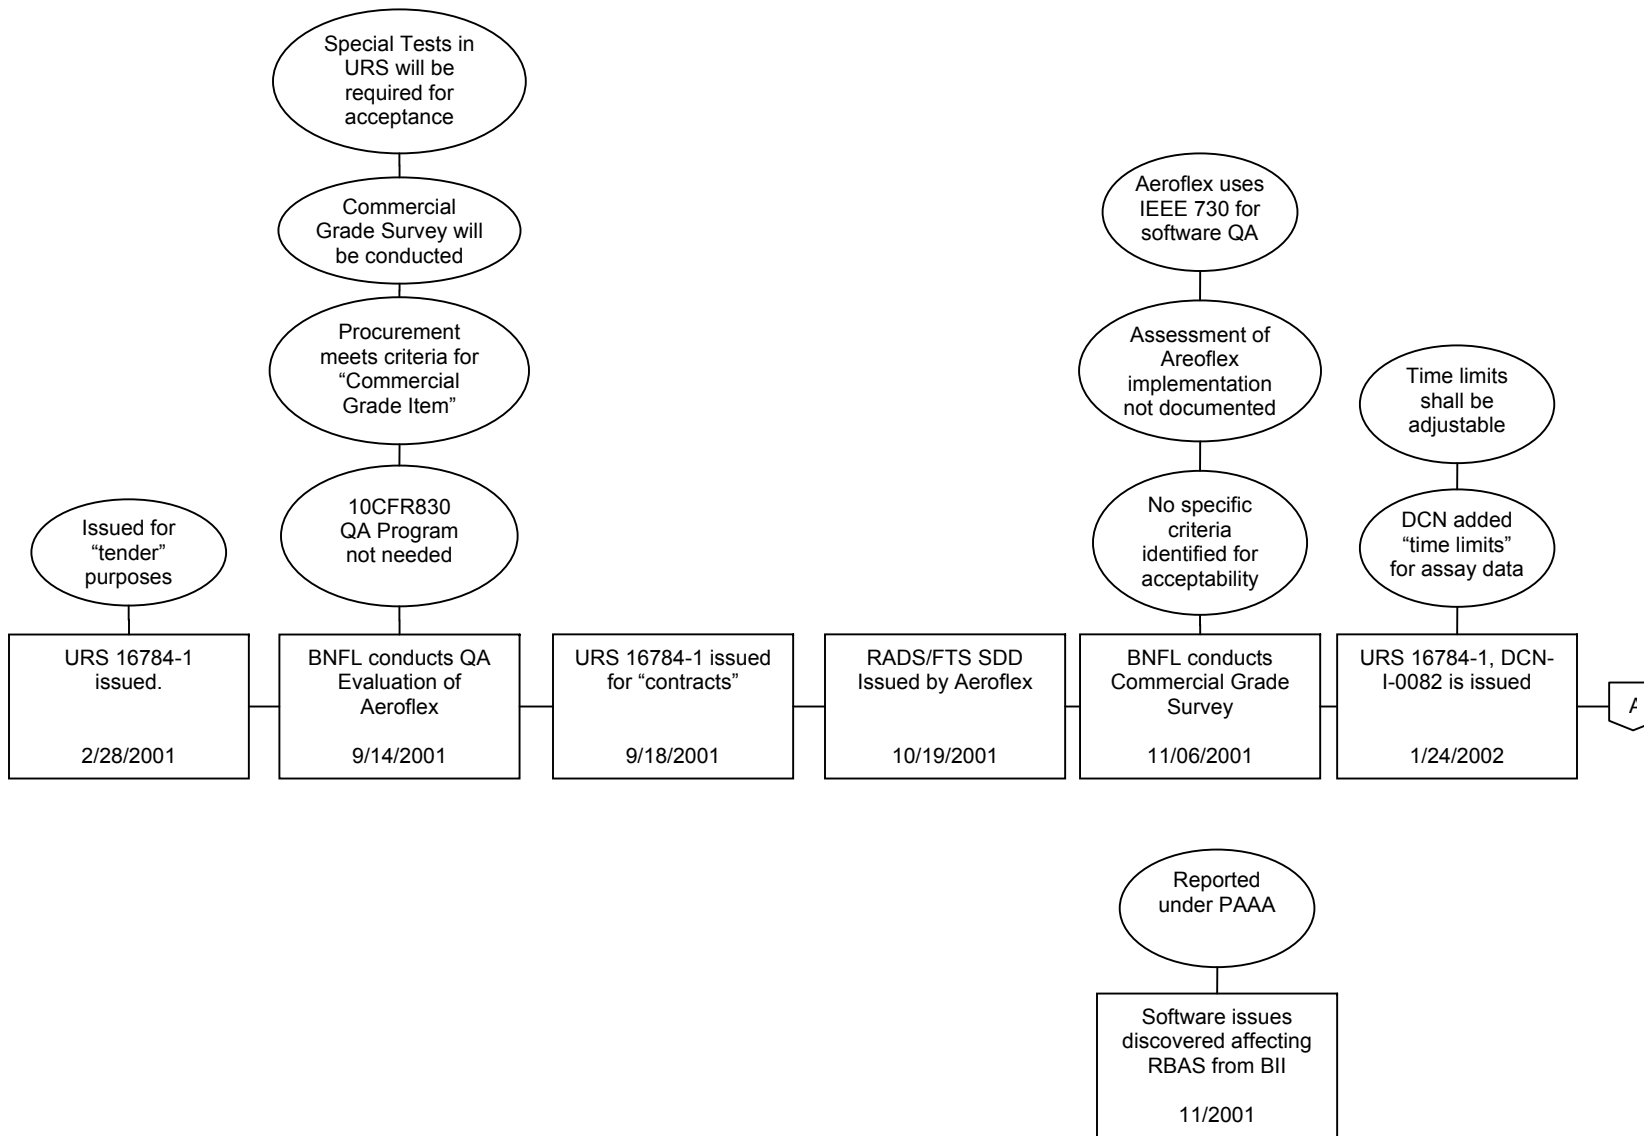 Special Tests in
URS will be
required for
acceptance
Commercial
Grade Survey will
be conducted
Procurement
meets criteria for
“Commercial
Grade Item”
10CFR830
QA Program
not needed
Issued for
“tender”
purposes
Aeroflex uses
IEEE 730 for
software QA
Assessment of
Areoflex
implementation
not documented
No specific
criteria
identified for
acceptability
Time limits
shall be
adjustable
DCN added
“time limits”
for assay data
URS 16784-1
issued.
2/28/2001
BNFL conducts QA
Evaluation of
Aeroflex
9/14/2001
URS 16784-1 issued
for “contracts”
9/18/2001
RADS/FTS SDD
Issued by Aeroflex
10/19/2001
BNFL conducts
Commercial Grade
Survey
11/06/2001
URS 16784-1, DCN-
I-0082 is issued
1/24/2002
Reported
under PAAA
Software issues
discovered affecting
RBAS from BII
11/2001